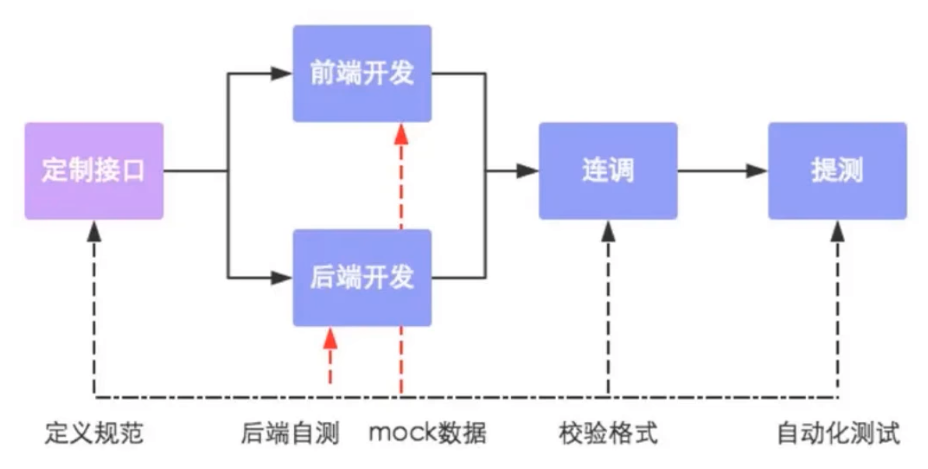 前端开发
定制接口
连调
提测
后端开发
定义规范
后端自测
mock数据
校验格式
自动化测试